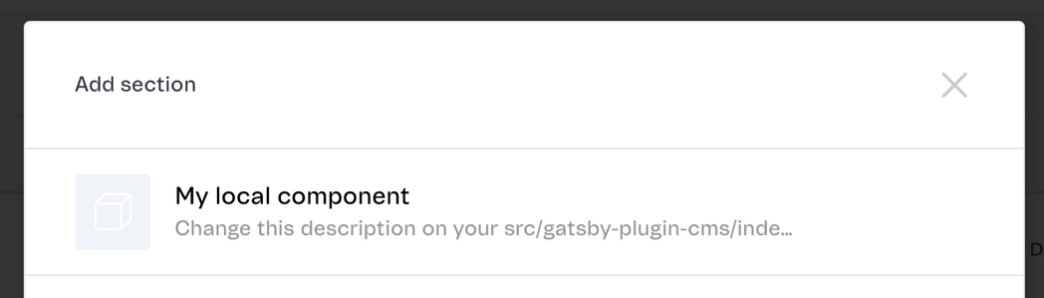 Add section
My local component
Change this description on your src/gatsby-plugin-cms/inde...
D